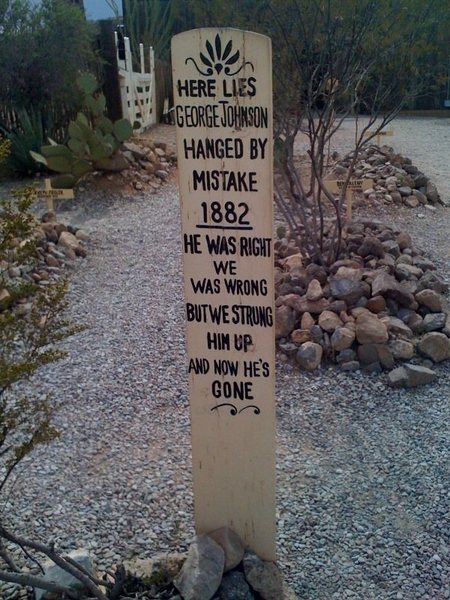 HERE LIES
GEORGE JOHNSON
HANGED BY
MISTAKE
1882
HE WAS RIGHT
WE
WAS WRONG
BUT WE STRUNG
HIM UP
AND NOW HE'S
GONE